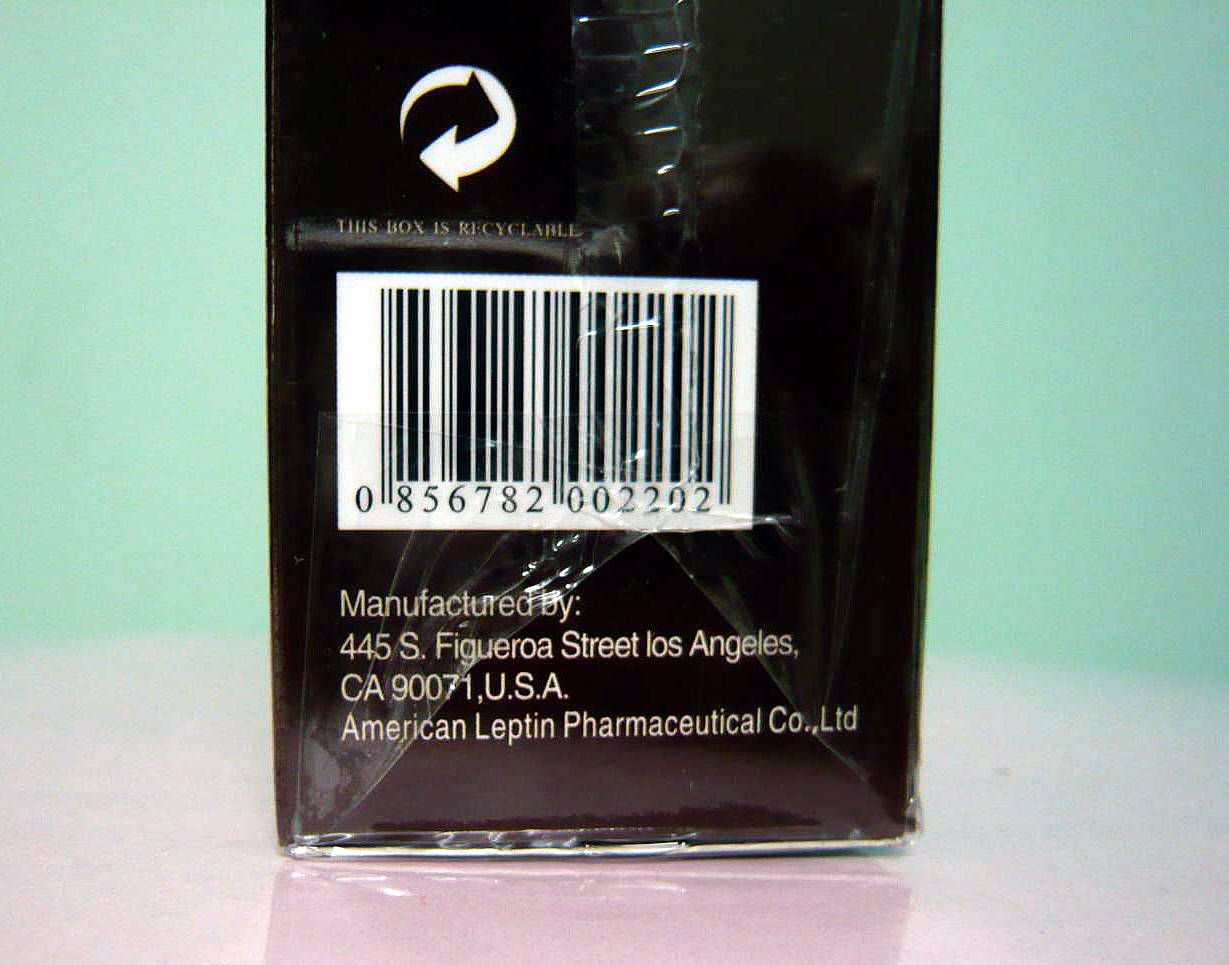 THIS BOX IS RECYCLABLE
0 856782 002202
Manufactured by:
445 S. Figueroa Street los Angeles,
CA 90071,U.S.A.
American Leptin Pharmaceutical Co.,Ltd